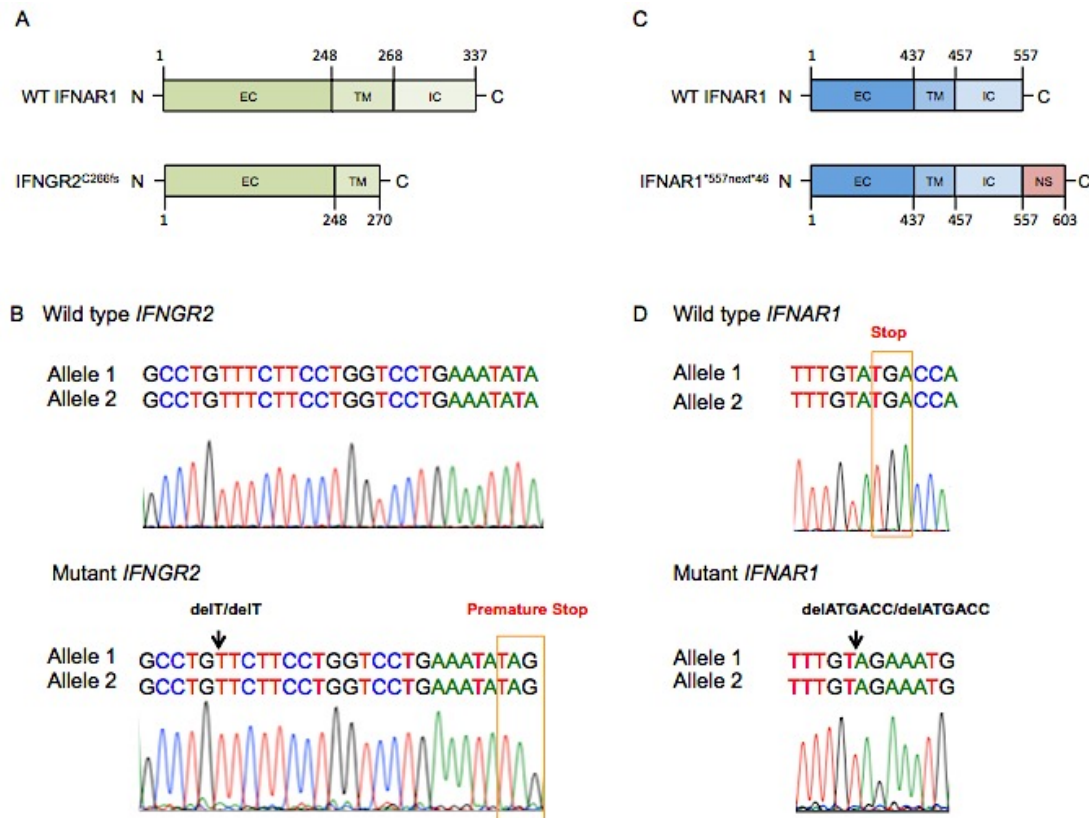 A
1 248 268 337
WT IFNAR1 N EC TM IC C
IFNGR2C266fs N EC TM C
1 248 270
C
1 437 457 557
WT IFNAR1 N EC TM IC C
IFNAR1*557next*46 N EC TM IC NS C
1 437 457 557 603
B Wild type IFNGR2
Allele 1 GCCTGTTTCTTCCTGGTCCTGAAATATA
Allele 2 GCCTGTTTCTTCCTGGTCCTGAAATATA
Mutant IFNGR2
delT/delT
Premature Stop
Allele 1 GCCTGTTCTTCCTGGTCCTGAAATATAG
Allele 2 GCCTGTTCTTCCTGGTCCTGAAATATAG
D Wild type IFNAR1
Stop
Allele 1 TTTGTATGACCA
Allele 2 TTTGTATGACCA
Mutant IFNAR1
delATGACC/delATGACC
Allele 1 TTTGTAGAAATG
Allele 2 TTTGTAGAAATG